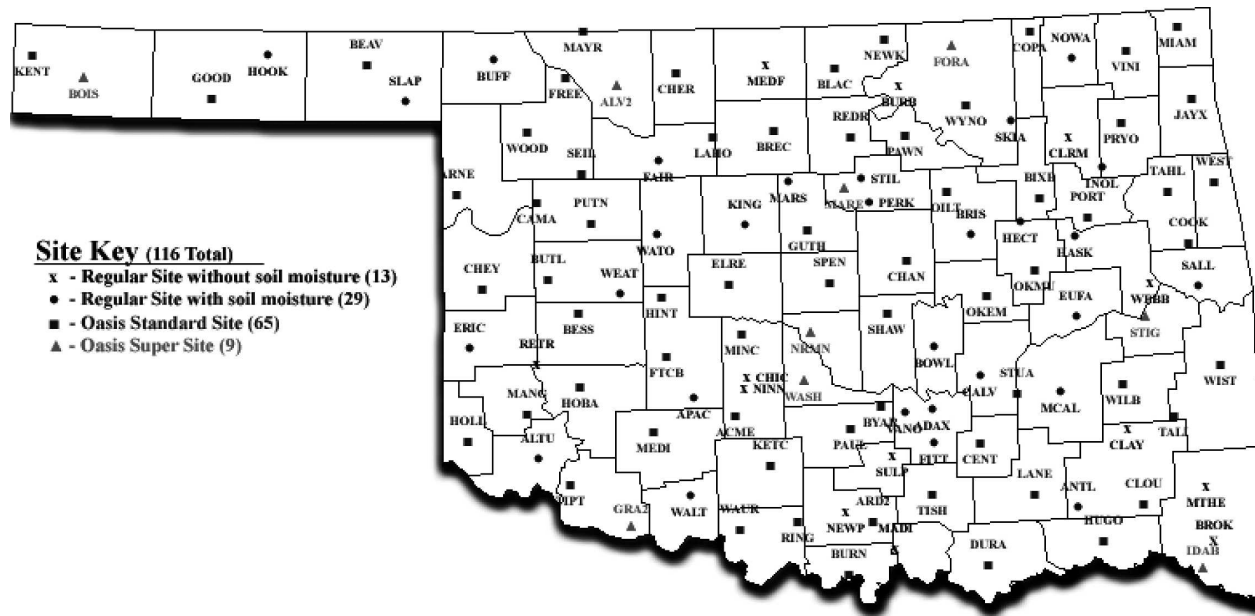 MAYR
MIAM
BEAV
NEWK
COPA
NOWA
KENT
BOIS
GOOD
HOOK
SLAP
BUFF
FREE
ALV2
CHER
MEDF
BLAC
FORA
VINI
BURB
WYNO
SKIA
JAYX
REDR
PRYO
CLRM
WOOD
SEIL
LAHO
BREC
PAWN
FAIR
BIXB
INOL
TAHL
WEST
ARNE
CAMA
PUTN
KING
MARS
STIL
MARE
PERK
OILT
BRIS
PORT
COOK
WATO
GUTH
HECT
HASK
Site Key (116 Total)
x - Regular Site without soil moisture (13)
● - Regular Site with soil moisture (29)
■ - Oasis Standard Site (65)
▲ - Oasis Super Site (9)
CHEY
BUTL
WEAT
ELRE
SPEN
CHAN
OKMU
EUFA
WEBB
SALL
HINT
OKEM
ERIC
BESS
RETR
MINC
NRMN
SHAW
BOWL
STIG
FTCB
CHIC
NINN
WASH
CALV
STUA
WIST
MANG
HOBA
APAC
MCAL
WILB
HOLL
ALTU
MEDI
ACME
KETC
BYAR
PAUL
VANO
ADAX
FITT
CENT
TALI
CLAY
SULP
LANE
TIPT
GRA2
WALT
WAUR
RING
NEWP
ARD2
MADI
TISH
ANTL
CLOU
MTHE
HUGO
BROK
BURN
DURA
IDAB